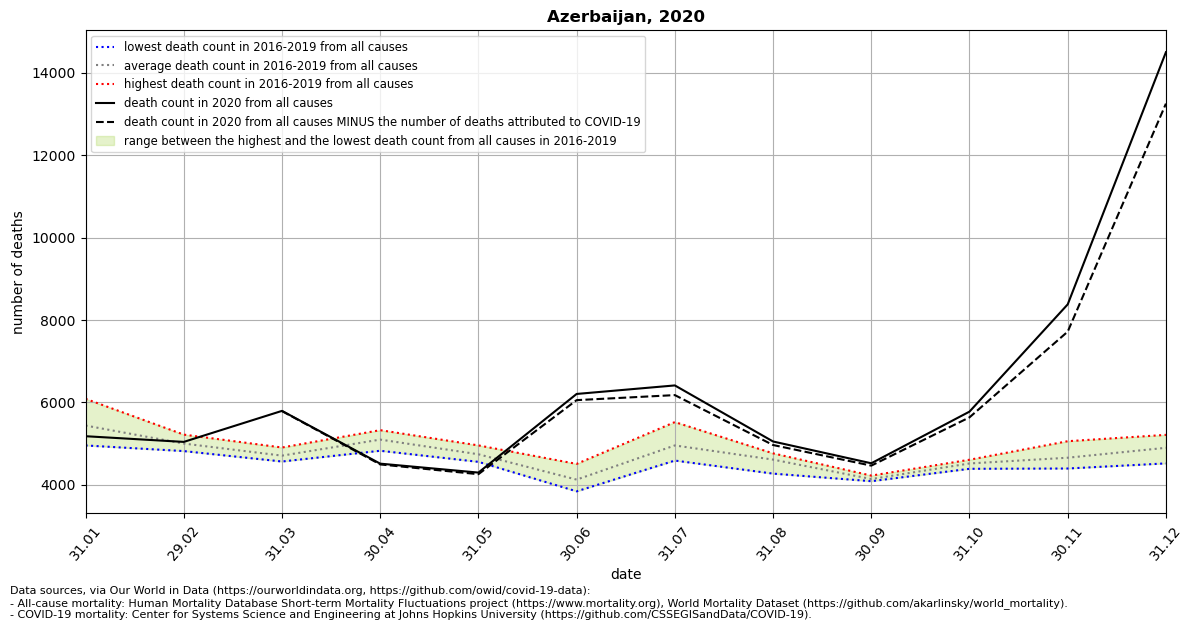 Azerbaijan, 2020
lowest death count in 2016-2019 from all causes
average death count in 2016-2019 from all causes
highest death count in 2016-2019 from all causes
death count in 2020 from all causes
death count in 2020 from all causes MINUS the number of deaths attributed to COVID-19
range between the highest and the lowest death count from all causes in 2016-2019
number of deaths
14000
12000
10000
8000
6000
4000
31.01
29.02
31.03
30.04
31.05
30.06
31.07
31.08
30.09
31.10
30.11
31.12
date
Data sources, via Our World in Data (https://ourworldindata.org, https://github.com/owid/covid-19-data):
- All-cause mortality: Human Mortality Database Short-term Mortality Fluctuations project (https://www.mortality.org), World Mortality Dataset (https://github.com/akarlinsky/world_mortality).
- COVID-19 mortality: Center for Systems Science and Engineering at Johns Hopkins University (https://github.com/CSSEGISandData/COVID-19).